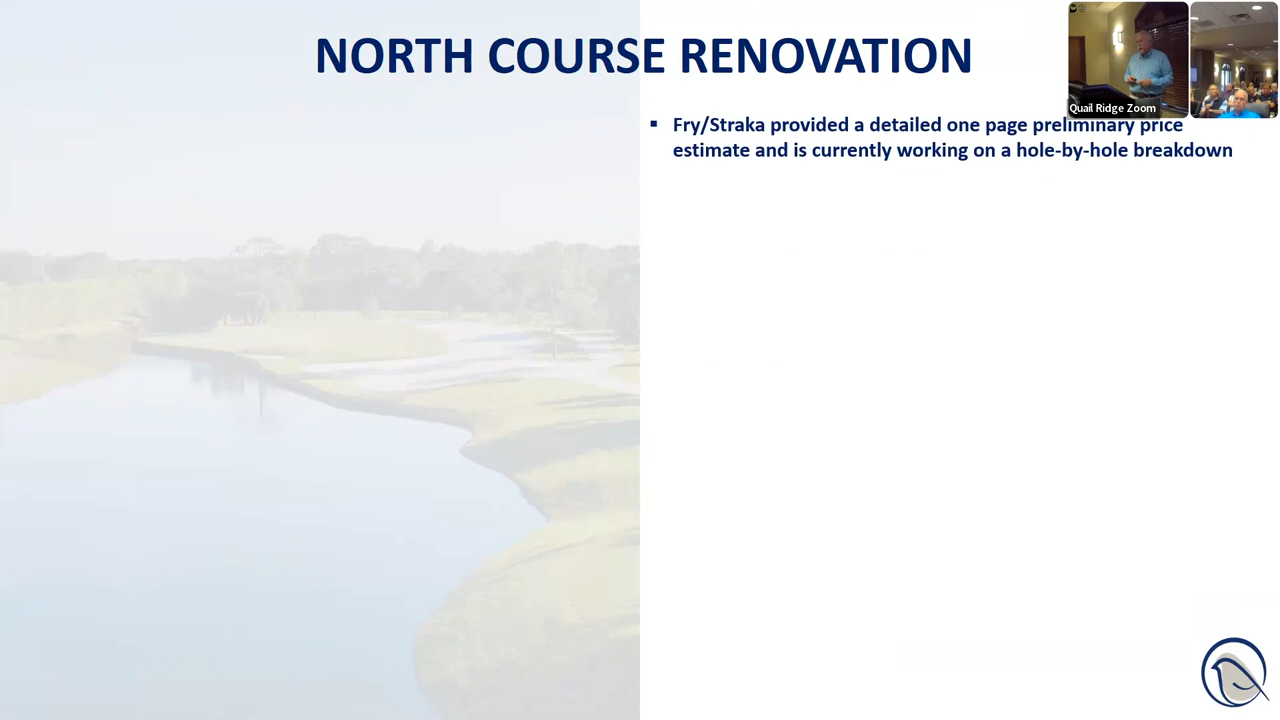 NORTH COURSE RENOVATION
Quail Ridge Zoom
▪ Fry/Straka provided a detailed one page preliminary price
estimate and is currently working on a hole-by-hole breakdown